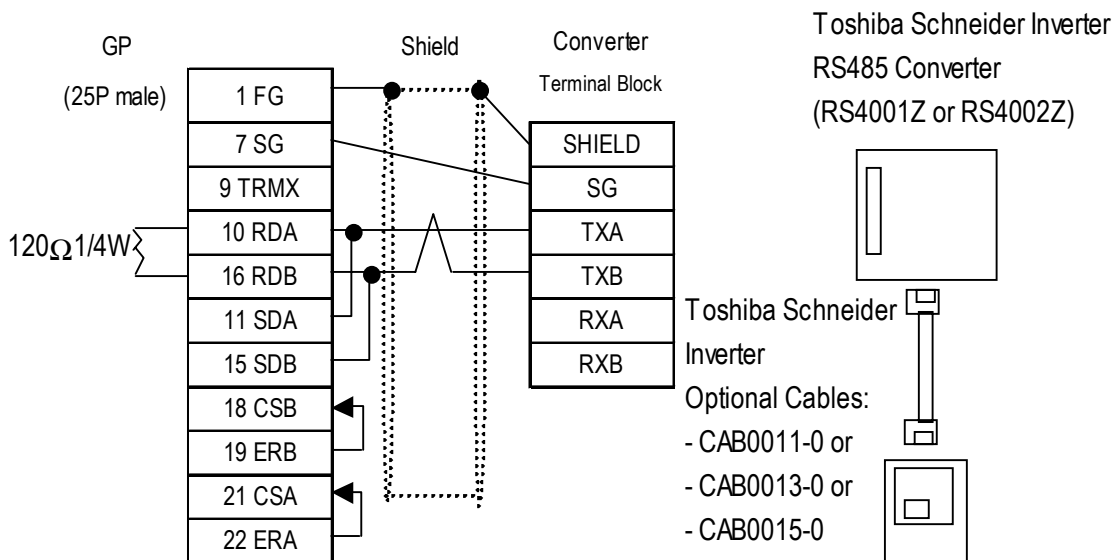 GP
(25P male)
1 FG
7 SG
9 TRMX
10 RDA
16 RDB
11 SDA
15 SDB
18 CSB
19 ERB
21 CSA
22 ERA
120Ω1/4W
Shield
Converter
Terminal Block
SHIELD
SG
TXA
TXB
RXA
RXB
Toshiba Schneider Inverter
RS485 Converter
(RS4001Z or RS4002Z)
Toshiba Schneider
Inverter
Optional Cables:
- CAB0011-0 or
- CAB0013-0 or
- CAB0015-0